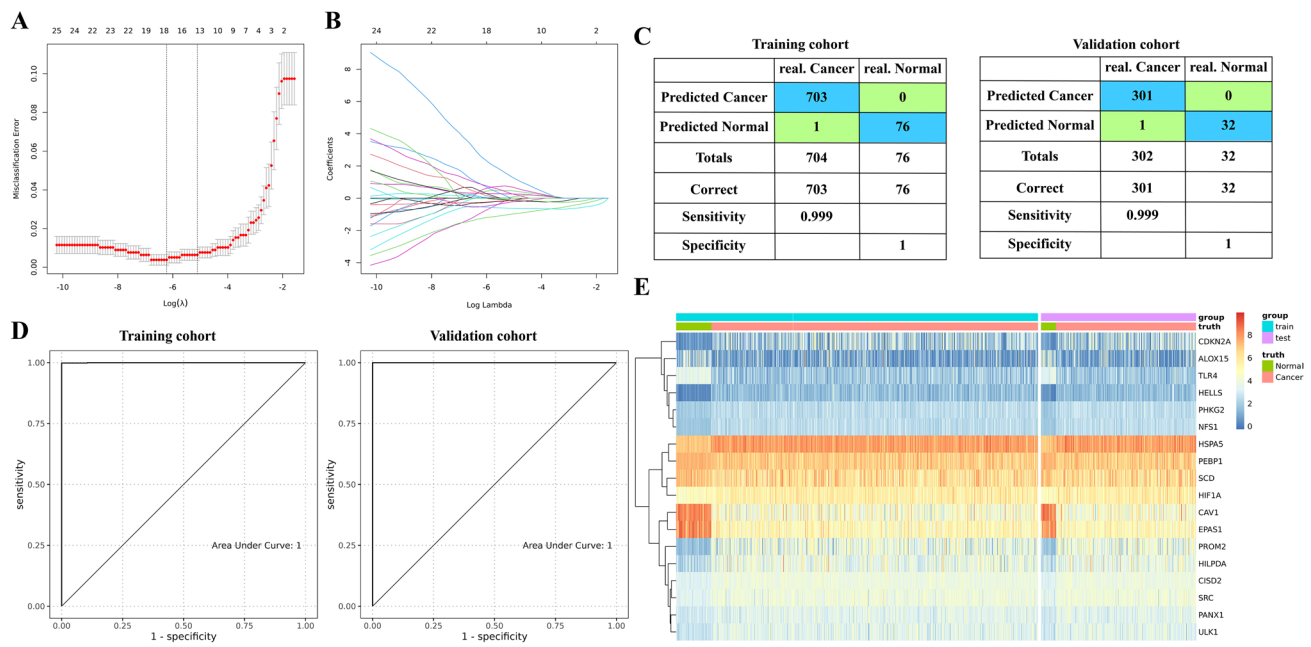 A
25 24 22 23 22 19 18 13 9 7 4 3 2
Misclassification Error
0.10
0.08
0.06
0.04
0.02
0.00
-10 -8 -6 -4 -2
Log(λ)
B
24 22 18 10 2
Coefficients
8
6
4
2
0
-2
-4
-10 -8 -6 -4 -2
Log Lambda
C
Training cohort
real. Cancer real. Normal
Predicted Cancer 703 0
Predicted Normal 1 76
Totals 704 76
Correct 703 76
Sensitivity 0.999
Specificity 1
Validation cohort
real. Cancer real. Normal
Predicted Cancer 301 0
Predicted Normal 1 32
Totals 302 32
Correct 301 32
Sensitivity 0.999
Specificity 1
D
Training cohort
sensitivity
1.00
0.75
0.50
0.25
0.00
Area Under Curve: 1
0.00 0.25 0.50 0.75 1.00
1 - specificity
Validation cohort
sensitivity
1.00
0.75
0.50
0.25
0.00
Area Under Curve: 1
0.00 0.25 0.50 0.75 1.00
1 - specificity
E
group
truth
CDKN2A
ALOX15
TLR4
HELLS
PHKG2
NFS1
HSPA5
PEBP1
SCD
HIF1A
CAV1
EPAS1
PROM2
HILPDA
CISD2
SRC
PANX1
ULK1
8
6
4
2
0
group
train
test
truth
Normal
Cancer